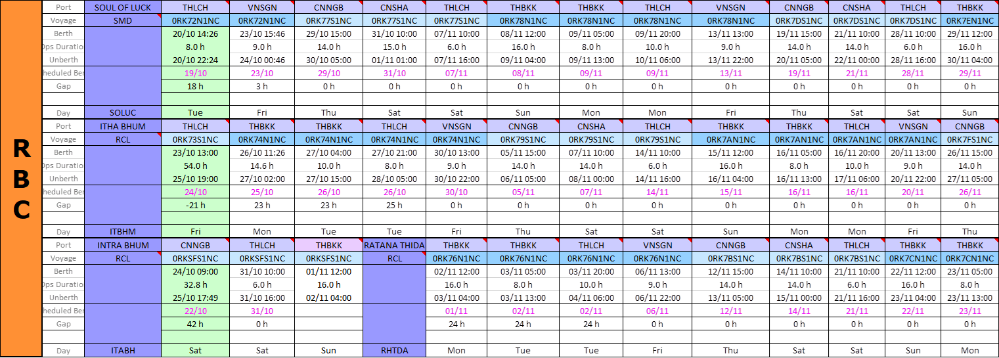 RBC
Port SOUL OF LUCK THLCH VNSGN CNNGB CNSHA THLCH THBKK THBKK THLCH VNSGN CNNGB CNSHA THLCH THBKK
Voyage SMD 0RK72N1NC 0RK72N1NC 0RK77S1NC 0RK77S1NC 0RK77S1NC 0RK78N1NC 0RK78N1NC 0RK78N1NC 0RK78N1NC 0RK7DS1NC 0RK7DS1NC 0RK7DS1NC 0RK7EN1NC
Berth 20/10 14:26 23/10 15:46 29/10 15:00 31/10 10:00 07/11 10:00 08/11 12:00 09/11 05:00 09/11 20:00 13/11 13:00 19/11 15:00 21/11 10:00 28/11 10:00 29/11 12:00
Ops Duratio 8.0 h 9.0 h 14.0 h 15.0 h 6.0 h 16.0 h 8.0 h 10.0 h 9.0 h 14.0 h 14.0 h 6.0 h 16.0 h
Unberth 20/10 22:24 24/10 00:46 30/10 05:00 01/11 01:00 07/11 16:00 09/11 04:00 09/11 13:00 10/11 06:00 13/11 22:00 20/11 05:00 22/11 00:00 28/11 16:00 30/11 04:00
heduled Ber 19/10 23/10 29/10 31/10 07/11 08/11 09/11 09/11 13/11 19/11 21/11 28/11 29/11
Gap 18 h 3 h 0 h 0 h 0 h 0 h 0 h 0 h 0 h 0 h 0 h 0 h 0 h
Day SOLUC Tue Fri Thu Sat Sat Sun Mon Mon Fri Thu Sat Sat Sun
Port ITHA BHUM THLCH THBKK THBKK THLCH VNSGN CNNGB CNSHA THLCH THBKK THBKK THLCH VNSGN CNNGB
Voyage RCL 0RK73S1NC 0RK74N1NC 0RK74N1NC 0RK74N1NC 0RK74N1NC 0RK79S1NC 0RK79S1NC 0RK79S1NC 0RK7AN1NC 0RK7AN1NC 0RK7AN1NC 0RK7AN1NC 0RK7FS1NC
Berth 23/10 13:00 26/10 11:26 27/10 04:00 27/10 21:00 30/10 13:00 05/11 15:00 07/11 10:00 14/11 10:00 15/11 12:00 16/11 05:00 16/11 20:00 20/11 13:00 26/11 15:00
Ops Duratio 54.0 h 14.6 h 10.0 h 8.0 h 9.0 h 14.0 h 14.0 h 6.0 h 16.0 h 8.0 h 10.0 h 9.0 h 14.0 h
Unberth 25/10 19:00 27/10 02:00 27/10 15:00 28/10 05:00 30/10 22:00 06/11 05:00 08/11 00:00 14/11 16:00 16/11 04:00 16/11 13:00 17/11 06:00 20/11 22:00 27/11 05:00
heduled Ber 24/10 25/10 26/10 26/10 30/10 05/11 07/11 14/11 15/11 16/11 16/11 20/11 26/11
Gap -21 h 23 h 23 h 25 h 0 h 0 h 0 h 0 h 0 h 0 h 0 h 0 h 0 h
Day ITBHM Fri Mon Tue Tue Fri Thu Sat Sat Sun Mon Mon Fri Thu
Port INTRA BHUM CNNGB THLCH THBKK RATANA THIDA THBKK THBKK THLCH VNSGN CNNGB CNSHA THLCH THBKK THBKK
Voyage RCL 0RKSFS1NC 0RKSFS1NC 0RKSFS1NC RCL 0RK76N1NC 0RK76N1NC 0RK76N1NC 0RK76N1NC 0RK7BS1NC 0RK7BS1NC 0RK7BS1NC 0RK7CN1NC 0RK7CN1NC
Berth 24/10 09:00 31/10 10:00 01/11 12:00 02/11 12:00 03/11 05:00 03/11 20:00 06/11 13:00 12/11 15:00 14/11 10:00 21/11 10:00 22/11 12:00 23/11 05:00
Ops Duratio 32.8 h 6.0 h 16.0 h 16.0 h 8.0 h 10.0 h 9.0 h 14.0 h 14.0 h 6.0 h 16.0 h 8.0 h
Unberth 25/10 17:49 31/10 16:00 02/11 04:00 03/11 04:00 03/11 13:00 04/11 06:00 06/11 22:00 13/11 05:00 15/11 00:00 21/11 16:00 23/11 04:00 23/11 13:00
heduled Ber 22/10 31/10 01/11 02/11 02/11 06/11 12/11 14/11 21/11 22/11 23/11
Gap 42 h 0 h 24 h 24 h 24 h 0 h 0 h 0 h 0 h 0 h 0 h
Day ITABH Sat Sat Sun RHTDA Mon Tue Tue Fri Thu Sat Sat Sun Mon